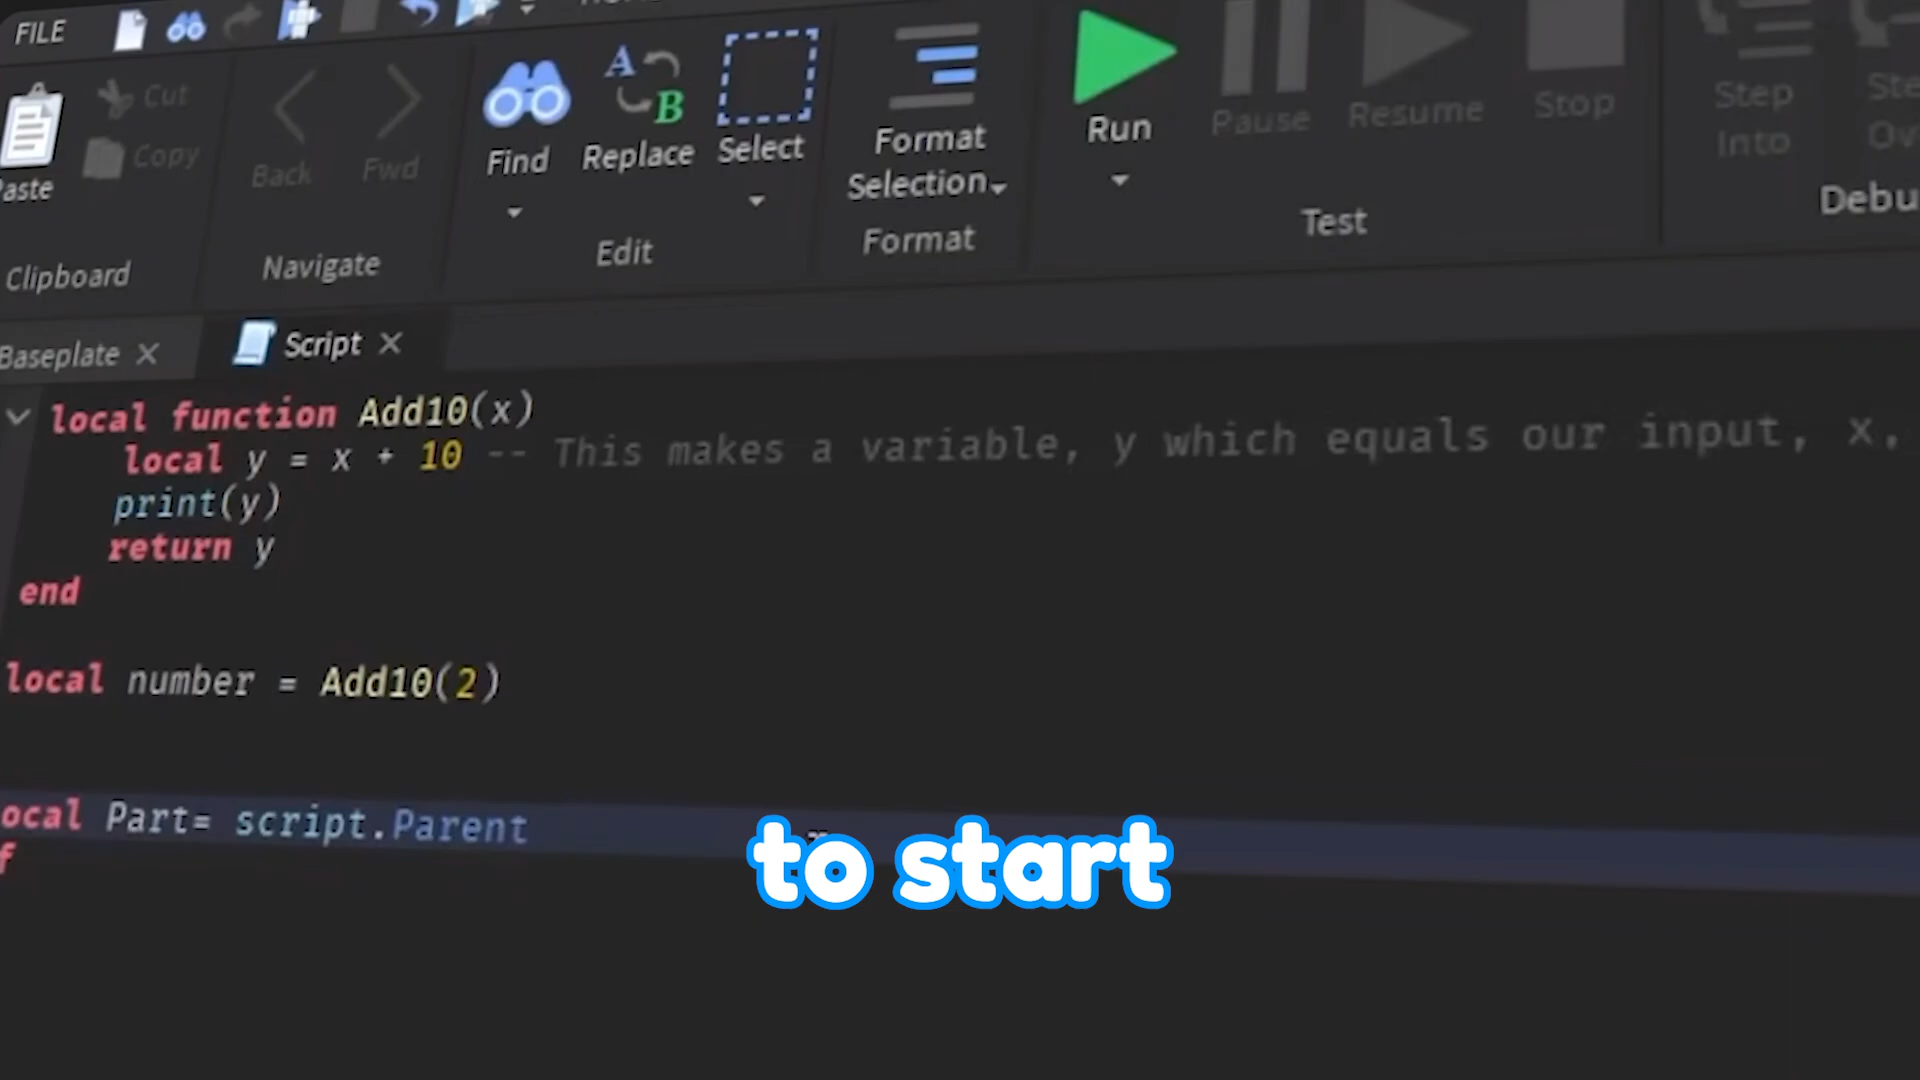 FILE
Cut
Copy
Paste
Clipboard
Back
Fwd
Navigate
Find
Replace
Select
Edit
Format
Selection
Format
Run
Pause
Resume
Stop
Test
Step
Into
Baseplate
Script
local function Add10(x)
local y = x + 10 -- This makes a variable, y which equals our input, x,
print(y)
return y
end
local number = Add10(2)
ocal Part= script.Parent
f
to start